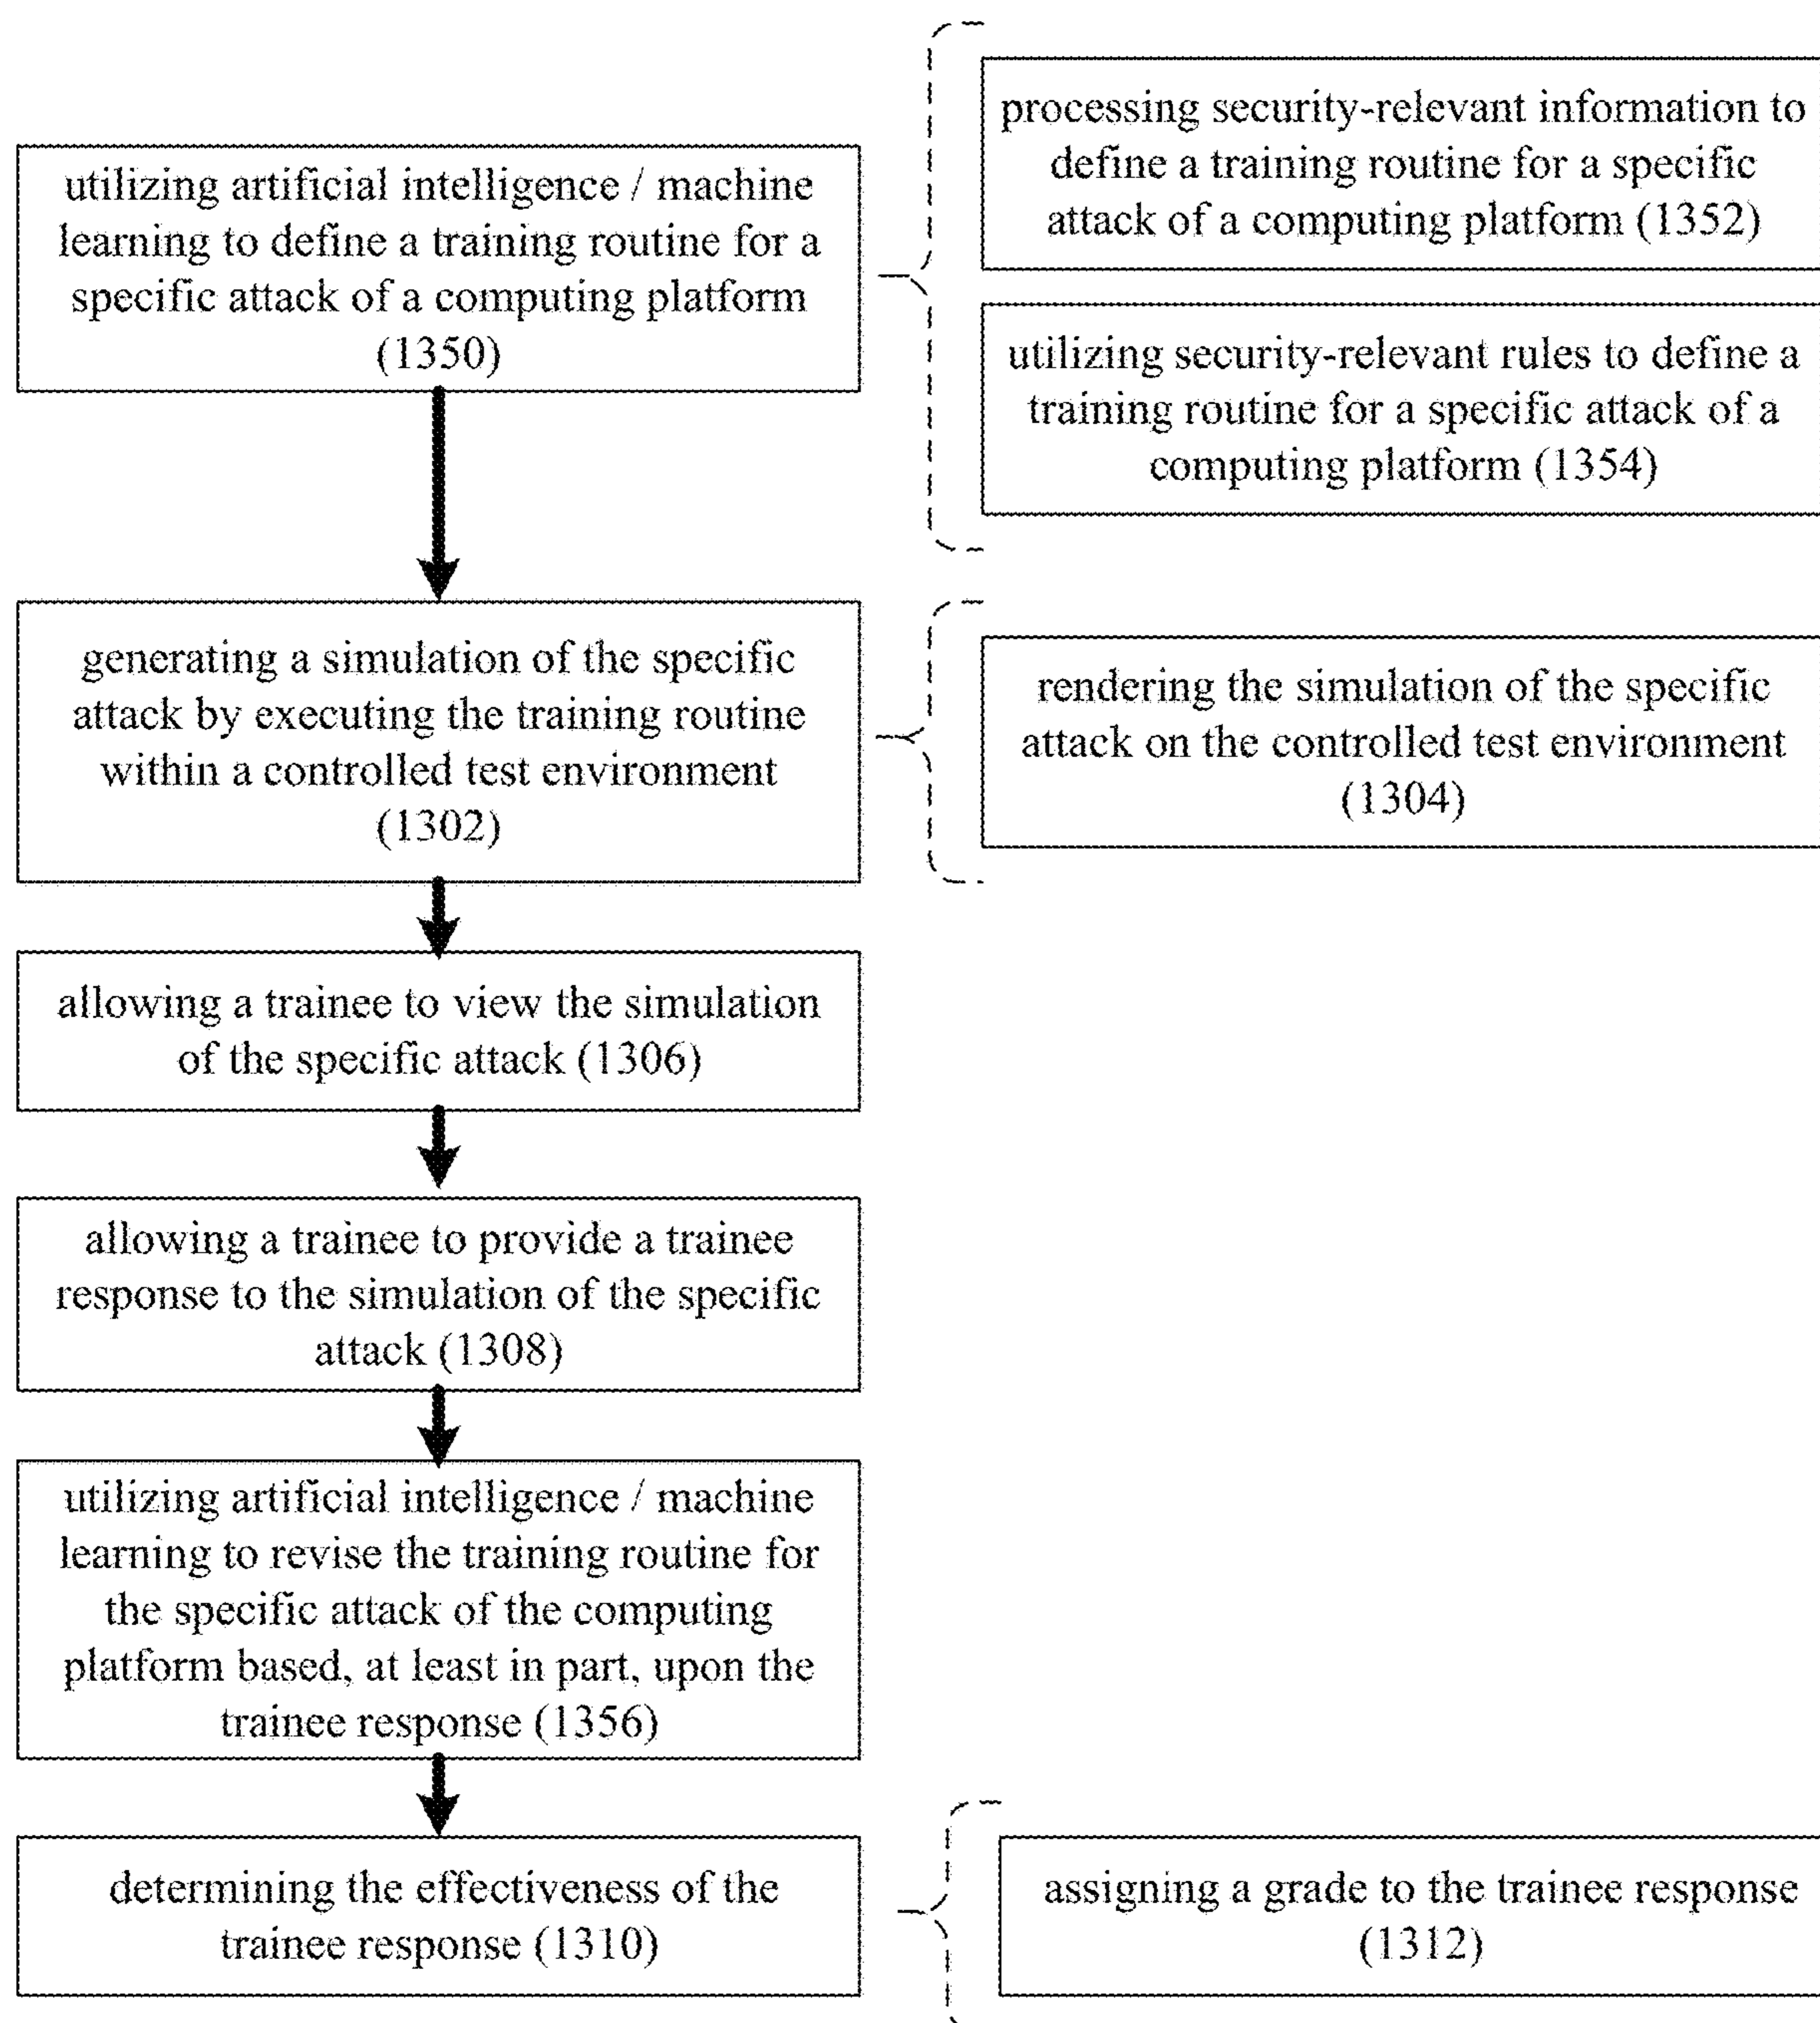 utilizing artificial intelligence / machine
learning to define a training routine for a
specific attack of a computing platform
(1350)
processing security-relevant information to
define a training routine for a specific
attack of a computing platform (1352)
utilizing security-relevant rules to define a
training routine for a specific attack of a
computing platform (1354)
generating a simulation of the specific
attack by executing the training routine
within a controlled test environment
(1302)
rendering the simulation of the specific
attack on the controlled test environment
(1304)
allowing a trainee to view the simulation
of the specific attack (1306)
allowing a trainee to provide a trainee
response to the simulation of the specific
attack (1308)
utilizing artificial intelligence / machine
learning to revise the training routine for
the specific attack of the computing
platform based, at least in part, upon the
trainee response (1356)
determining the effectiveness of the
trainee response (1310)
assigning a grade to the trainee response
(1312)